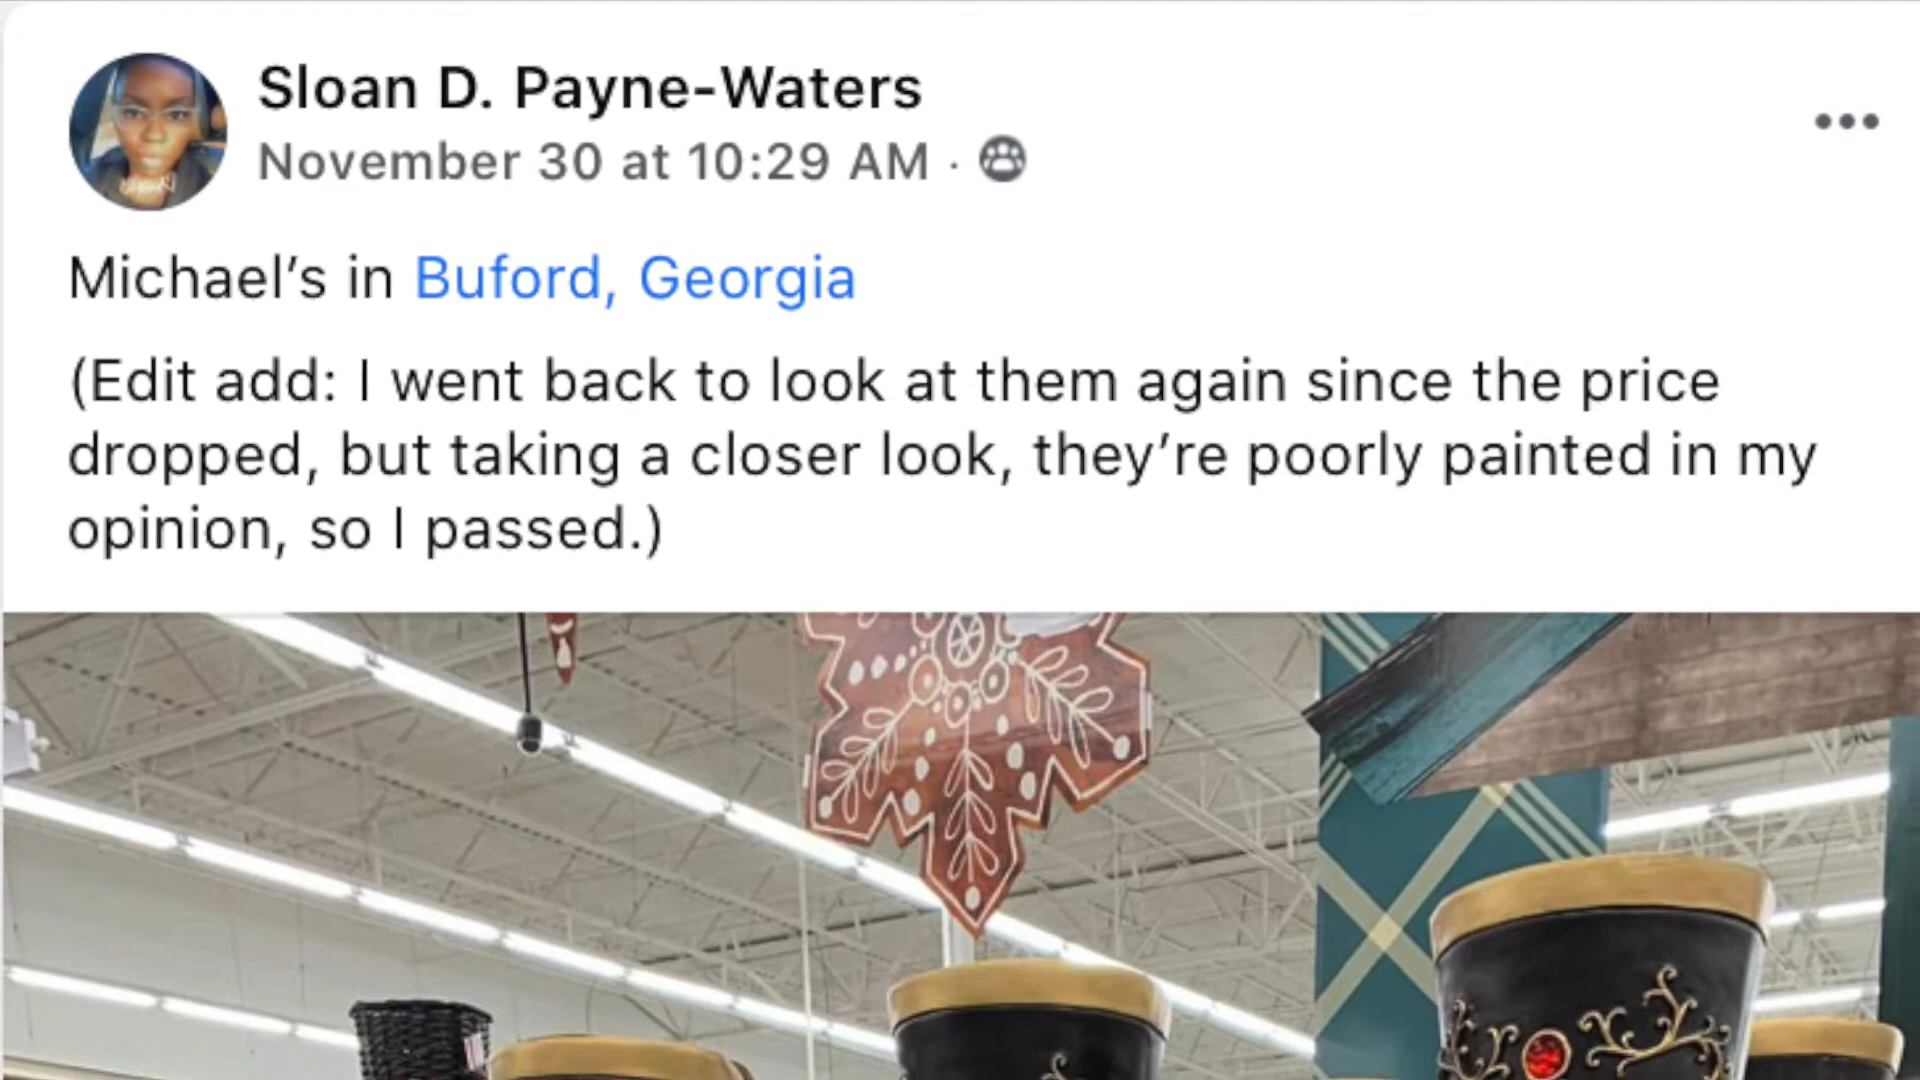 Sloan D. Payne-Waters
November 30 at 10:29 AM ·
Michael’s in Buford, Georgia
(Edit add: I went back to look at them again since the price
dropped, but taking a closer look, they’re poorly painted in my
opinion, so I passed.)